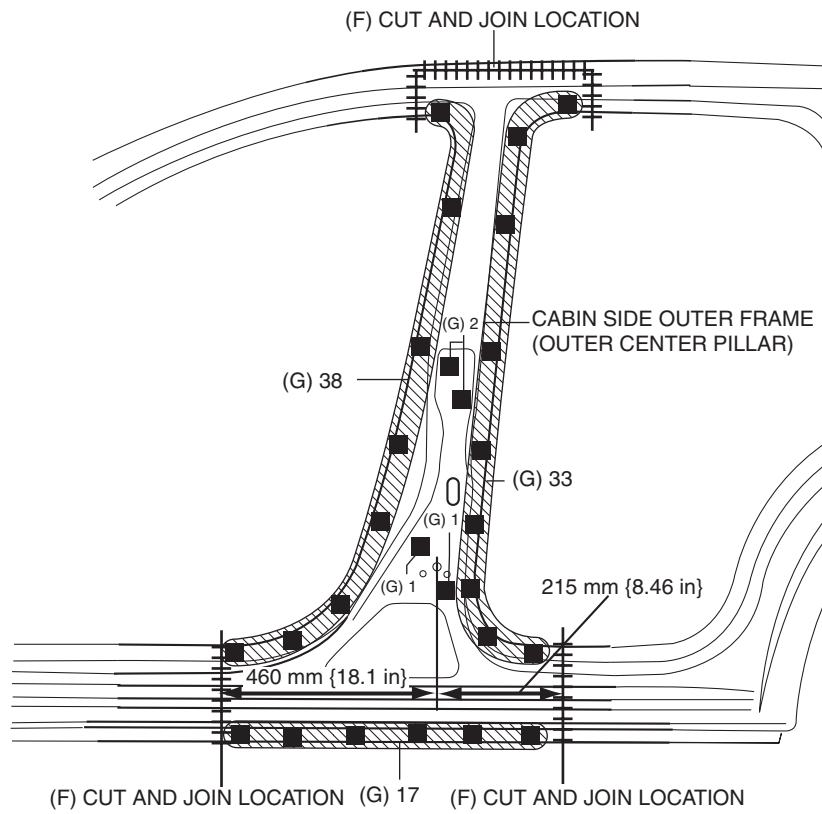 (F) CUT AND JOIN LOCATION
(G) 2
CABIN SIDE OUTER FRAME
(OUTER CENTER PILLAR)
(G) 38
(G) 33
(G) 1
(G) 1
215 mm {8.46 in}
460 mm {18.1 in}
(F) CUT AND JOIN LOCATION
(G) 17
(F) CUT AND JOIN LOCATION